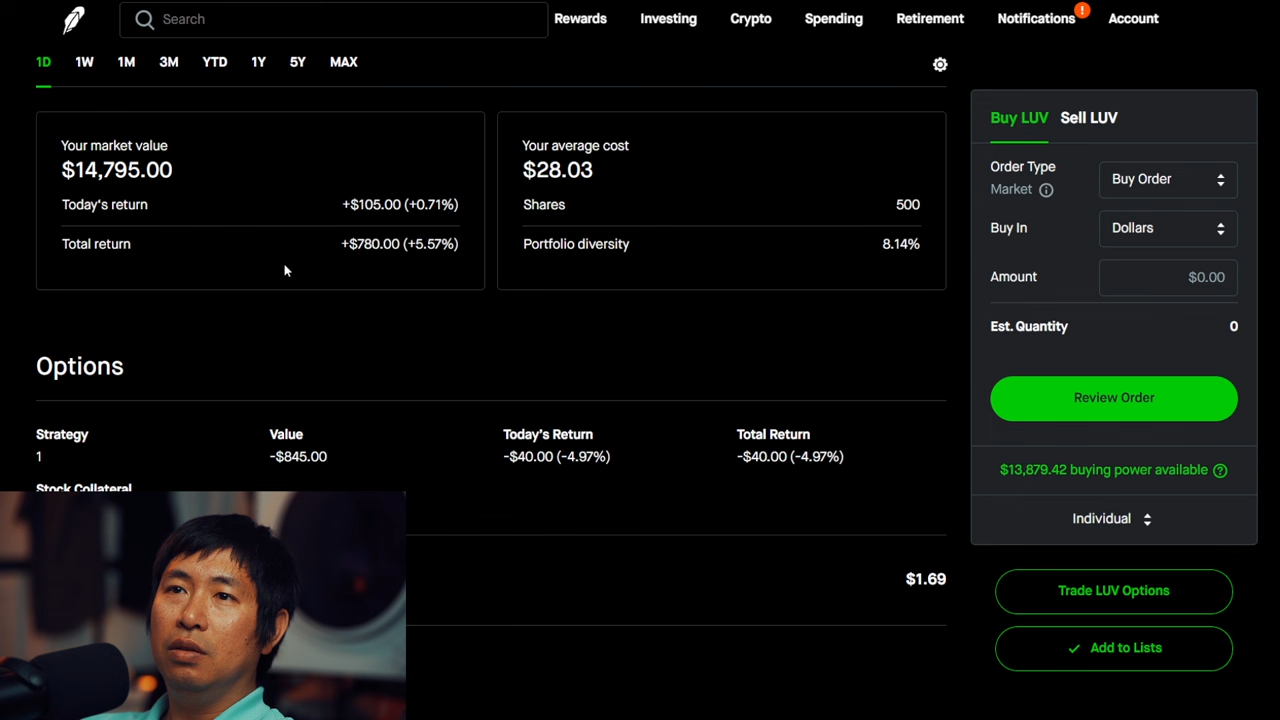 Search
Rewards
Investing
Crypto
Spending
Retirement
Notifications
!
Account
1D
1W
1M
3M
YTD
1Y
5Y
MAX
Your market value
$14,795.00
Today's return
+$105.00 (+0.71%)
Total return
+$780.00 (+5.57%)
Your average cost
$28.03
Shares
500
Portfolio diversity
8.14%
Buy LUV
Sell LUV
Order Type
Market
Buy Order
Buy In
Dollars
Amount
$0.00
Est. Quantity
0
Review Order
$13,879.42 buying power available
Individual
Trade LUV Options
Add to Lists
Options
Strategy
Value
Today's Return
Total Return
1
-$845.00
-$40.00 (-4.97%)
-$40.00 (-4.97%)
Stock Collateral
$1.69